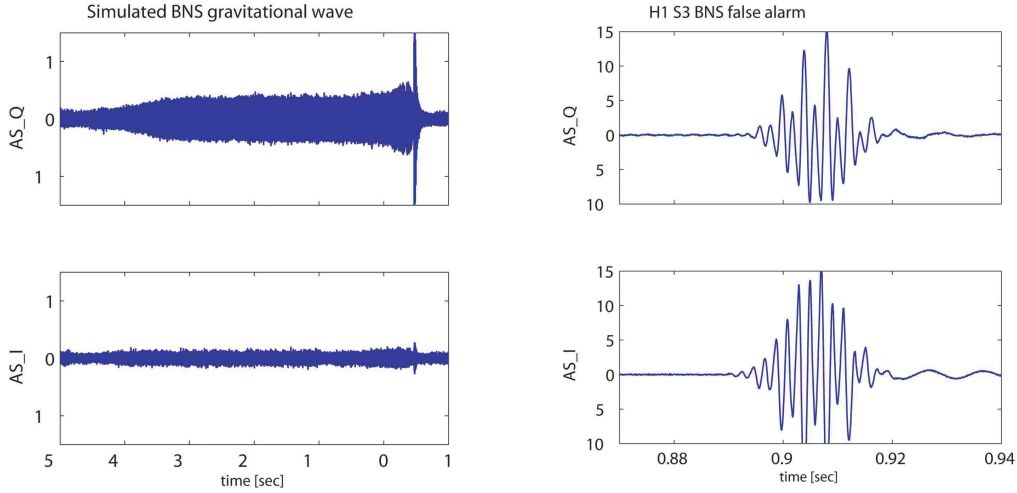 Simulated BNS gravitational wave
H1 S3 BNS false alarm
AS_Q
1
0
1
AS_Q
15
10
5
0
5
10
AS_I
1
0
1
5 4 3 2 1 0 1
time [sec]
AS_I
15
10
5
0
5
10
0.88 0.9 0.92 0.94
time [sec]